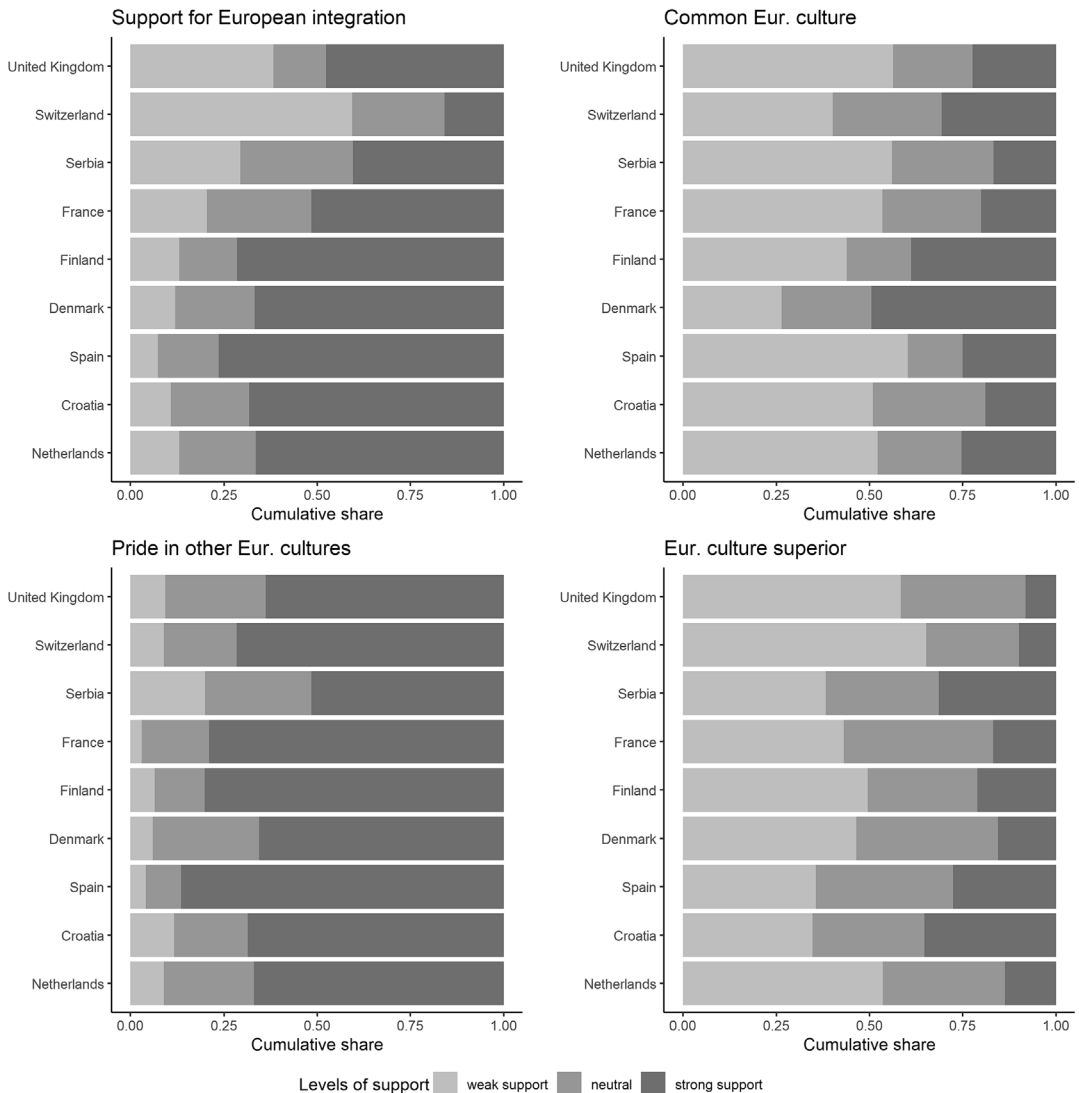 Support for European integration
United Kingdom
Switzerland
Serbia
France
Finland
Denmark
Spain
Croatia
Netherlands
0.00 0.25 0.50 0.75 1.00
Cumulative share
Common Eur. culture
United Kingdom
Switzerland
Serbia
France
Finland
Denmark
Spain
Croatia
Netherlands
0.00 0.25 0.50 0.75 1.00
Cumulative share
Pride in other Eur. cultures
United Kingdom
Switzerland
Serbia
France
Finland
Denmark
Spain
Croatia
Netherlands
0.00 0.25 0.50 0.75 1.00
Cumulative share
Eur. culture superior
United Kingdom
Switzerland
Serbia
France
Finland
Denmark
Spain
Croatia
Netherlands
0.00 0.25 0.50 0.75 1.00
Cumulative share
Levels of support weak support neutral strong support